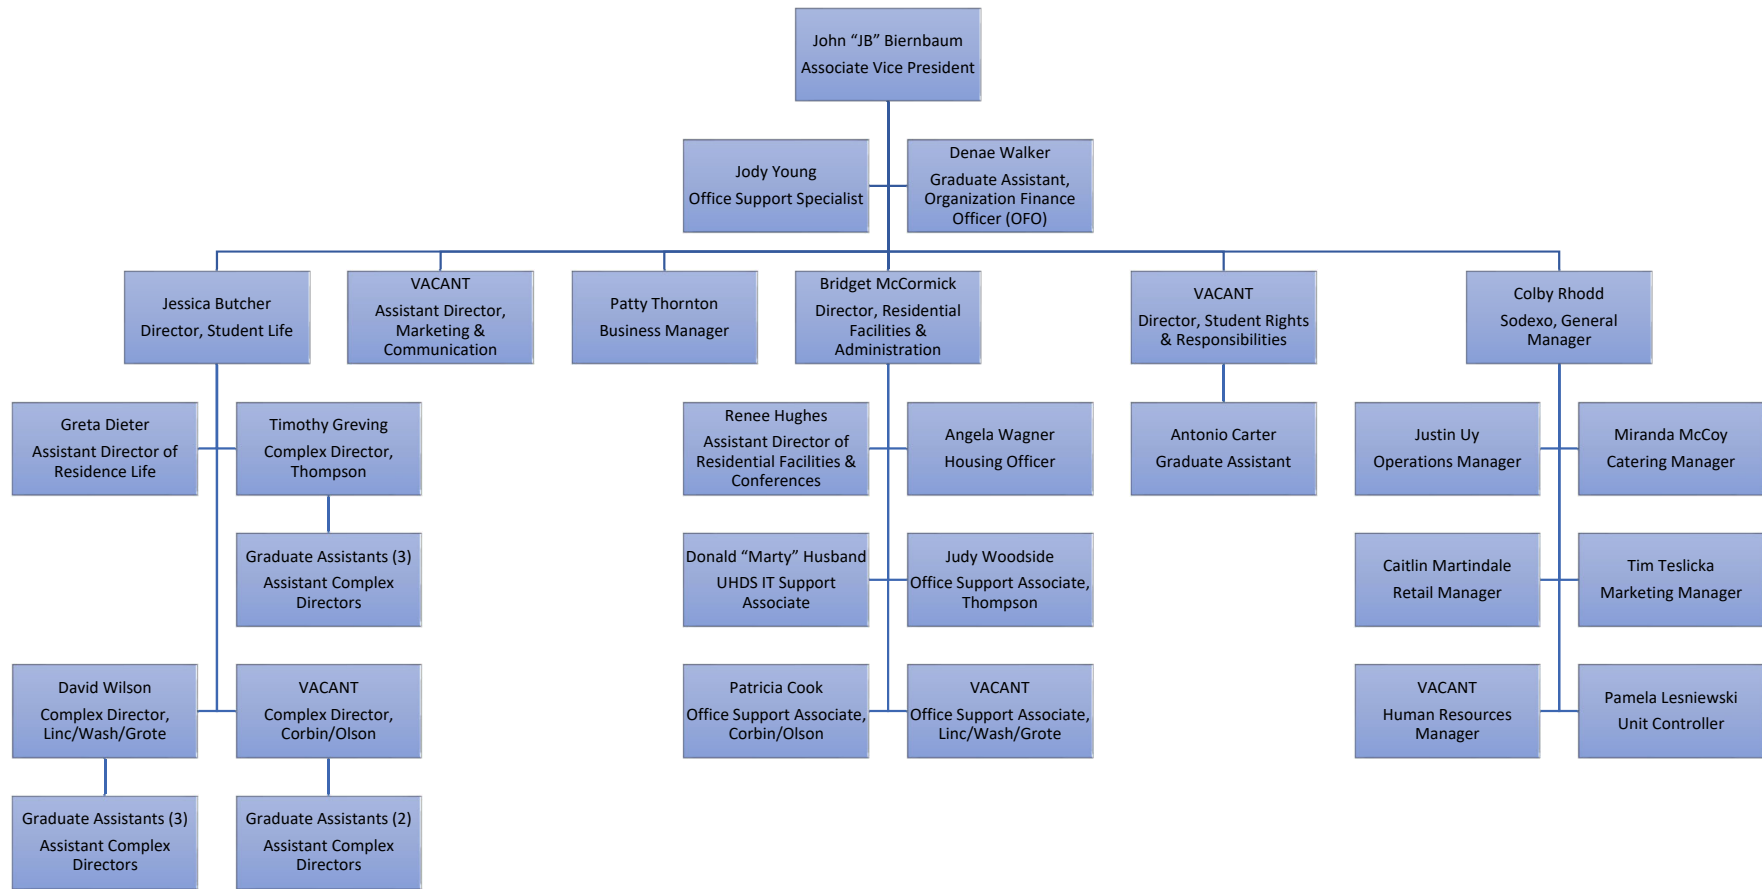 John “JB” Biernbaum
Associate Vice President
Jody Young
Office Support Specialist
Denae Walker
Graduate Assistant,
Organization Finance
Officer (OFO)
Jessica Butcher
Director, Student Life
VACANT
Assistant Director,
Marketing &
Communication
Patty Thornton
Business Manager
Bridget McCormick
Director, Residential
Facilities &
Administration
VACANT
Director, Student Rights
& Responsibilities
Colby Rhodd
Sodexo, General
Manager
Greta Dieter
Assistant Director of
Residence Life
Timothy Greving
Complex Director,
Thompson
Renee Hughes
Assistant Director of
Residential Facilities &
Conferences
Angela Wagner
Housing Officer
Antonio Carter
Graduate Assistant
Justin Uy
Operations Manager
Miranda McCoy
Catering Manager
Graduate Assistants (3)
Assistant Complex
Directors
Donald “Marty” Husband
UHDS IT Support
Associate
Judy Woodside
Office Support Associate,
Thompson
Caitlin Martindale
Retail Manager
Tim Teslicka
Marketing Manager
David Wilson
Complex Director,
Linc/Wash/Grote
VACANT
Complex Director,
Corbin/Olson
Patricia Cook
Office Support Associate,
Corbin/Olson
VACANT
Office Support Associate,
Linc/Wash/Grote
VACANT
Human Resources
Manager
Pamela Lesniewski
Unit Controller
Graduate Assistants (3)
Assistant Complex
Directors
Graduate Assistants (2)
Assistant Complex
Directors